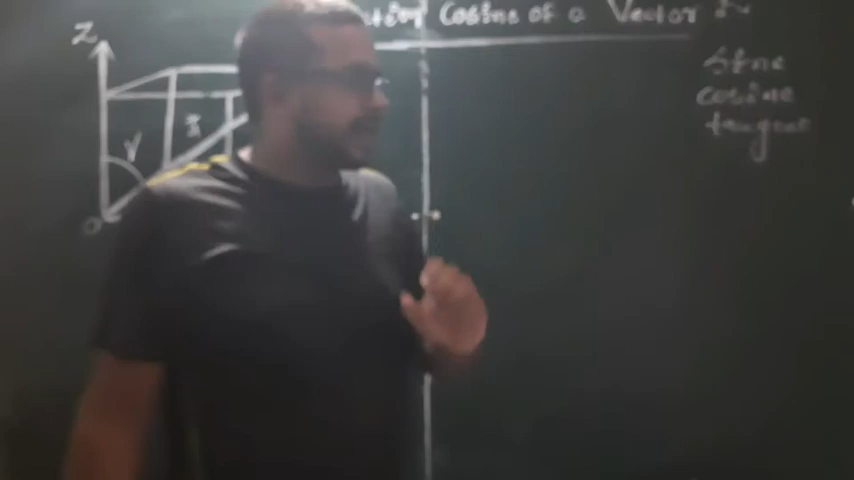 Cosine of a Vector
Sine
cosine
tangent
Z
γ
O